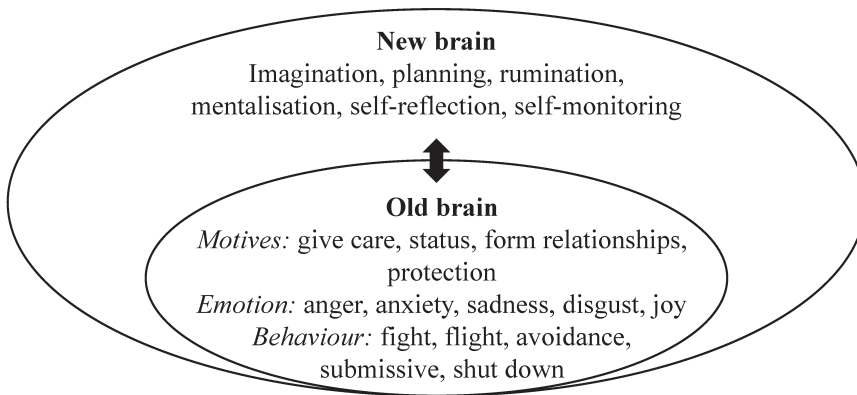 New brain
Imagination, planning, rumination,
mentalisation, self-reflection, self-monitoring
Old brain
Motives: give care, status, form relationships,
protection
Emotion: anger, anxiety, sadness, disgust, joy
Behaviour: fight, flight, avoidance,
submissive, shut down